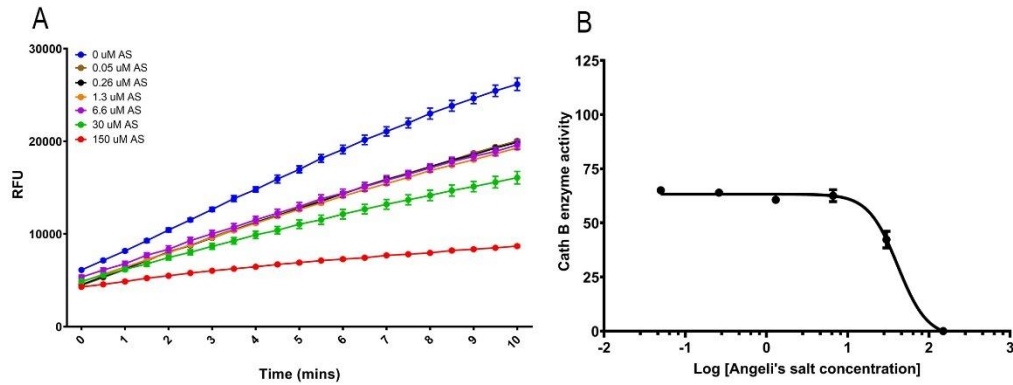 A
30000
20000
10000
0
RFU
0 uM AS
0.05 uM AS
0.26 uM AS
1.3 uM AS
6.6 uM AS
30 uM AS
150 uM AS
0 1 2 3 4 5 6 7 8 9 10
Time (mins)
B
125
100
75
50
25
0
Cath B enzyme activity
-2 -1 0 1 2 3
Log [Angeli's salt concentration]